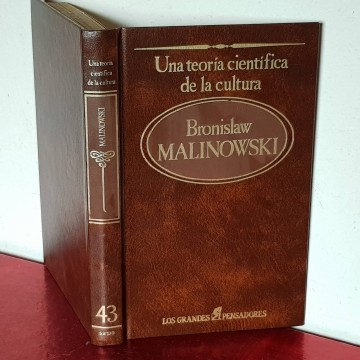 Una teoría
científica
de la cultura
MALINOWSKI
43
Una teoría científica
de la cultura
Bronislaw
MALINOWSKI
LOS GRANDES PENSADORES